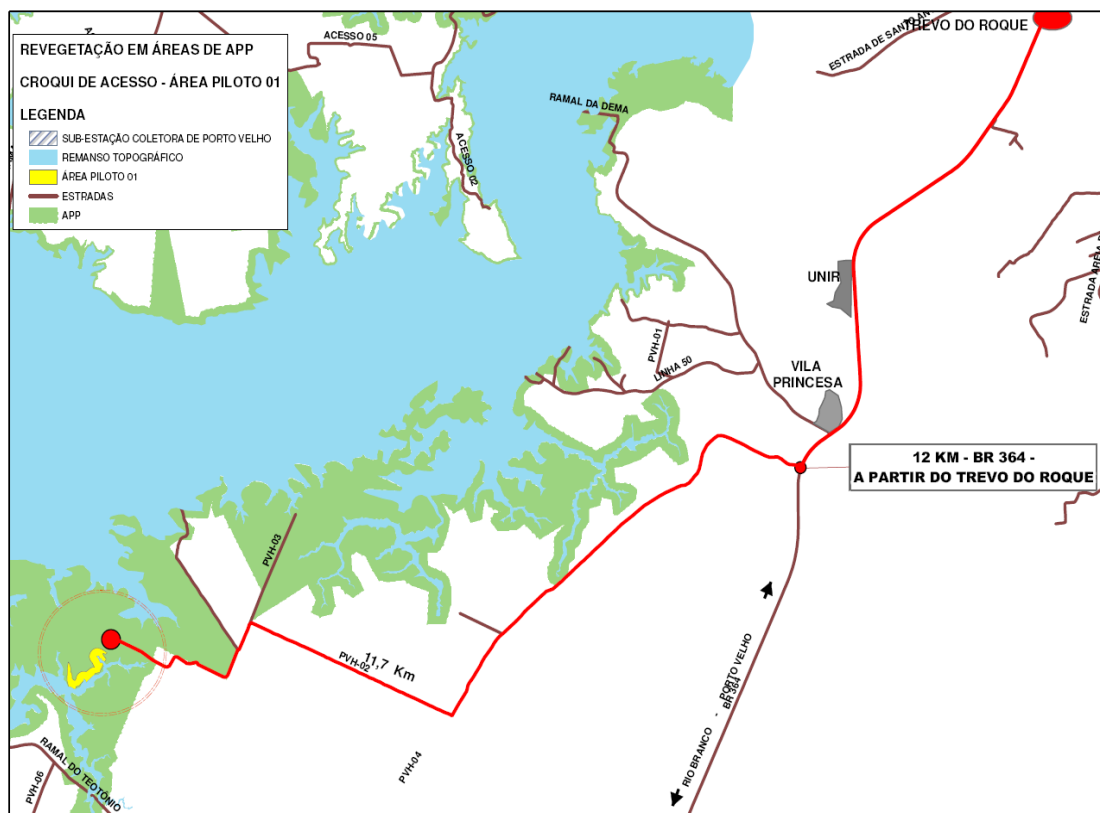 REVEGETAÇÃO EM ÁREAS DE APP
CROQUI DE ACESSO - ÁREA PILOTO 01
LEGENDA
SUB-ESTAÇÃO COLETORA DE PORTO VELHO
REMANSO TOPOGRÁFICO
ÁREA PILOTO 01
ESTRADAS
APP
ACESSO 05
ACESSO 02
RAMAL DA DEMA
ESTRADA DE SANTO AN
TREVO DO ROQUE
ESTRADA AREIA
UNIR
PVH-01
LINHA 50
VILA
PRINCESA
12 KM - BR 364 -
A PARTIR DO TREVO DO ROQUE
PVH-03
PVH-02
11,7 Km
PVH-04
RIO BRANCO - PORTO VELHO
BR 364
RAMAL DO TEOTÔNIO
PVH-06